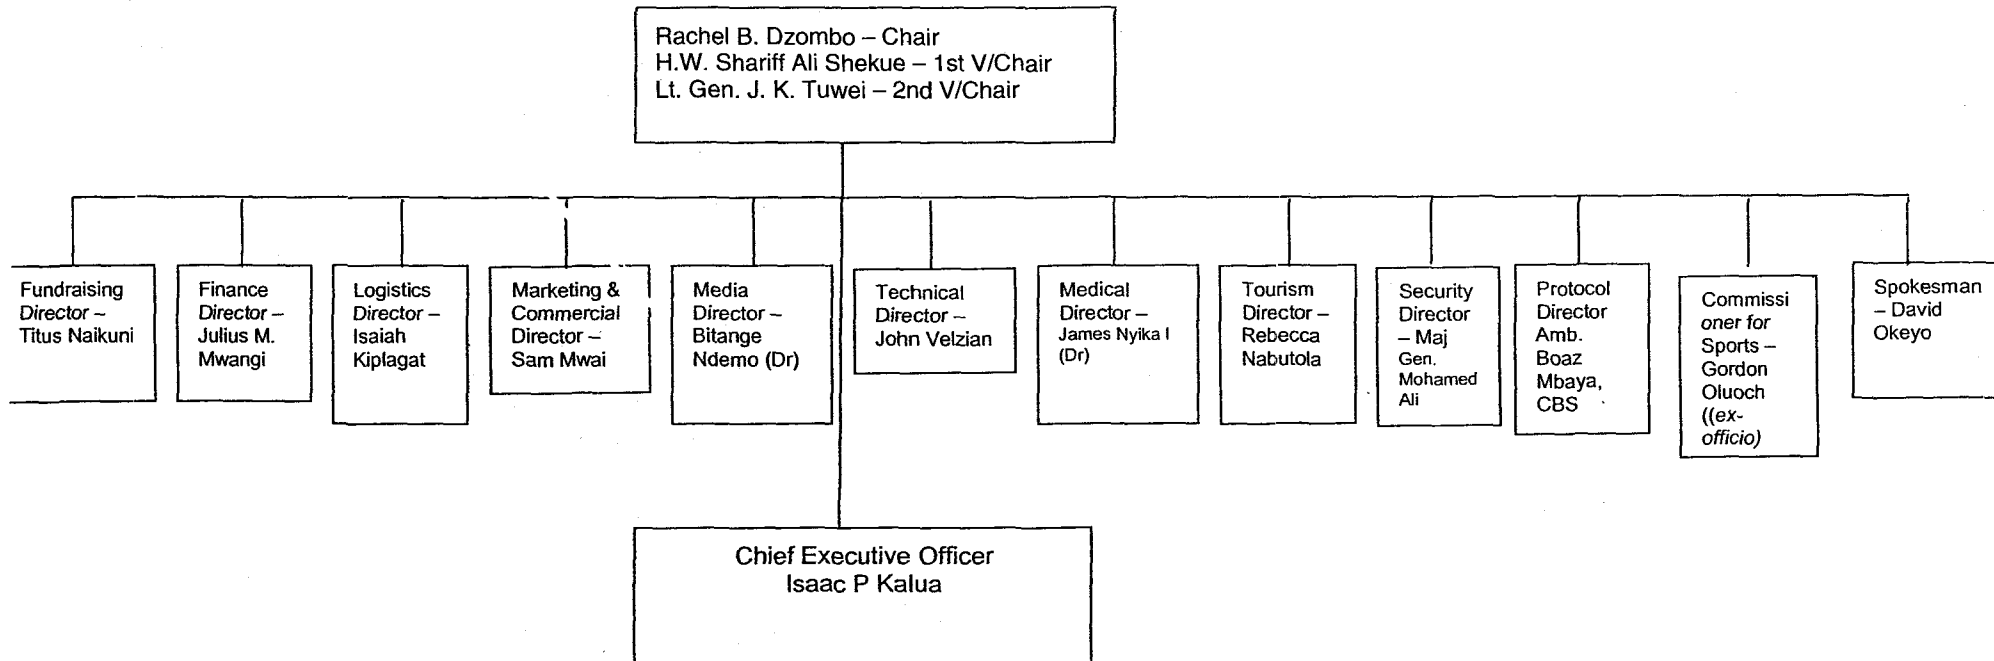 Rachel B. Dzombo – Chair
H.W. Shariff Ali Shekue – 1st V/Chair
Lt. Gen. J. K. Tuwei – 2nd V/Chair
Fundraising
Director –
Titus Naikuni
Finance
Director –
Julius M.
Mwangi
Logistics
Director –
Isaiah
Kiplagat
Marketing &
Commercial
Director –
Sam Mwai
Media
Director –
Bitange
Ndemo (Dr)
Technical
Director –
John Velzian
Medical
Director –
James Nyika I
(Dr)
Tourism
Director –
Rebecca
Nabutola
Security
Director
– Maj
Gen.
Mohamed
Ali
Protocol
Director
Amb.
Boaz
Mbaya,
CBS
Commissi
oner for
Sports –
Gordon
Oluoch
((ex-
officio)
Spokesman
– David
Okeyo
Chief Executive Officer
Isaac P Kalua